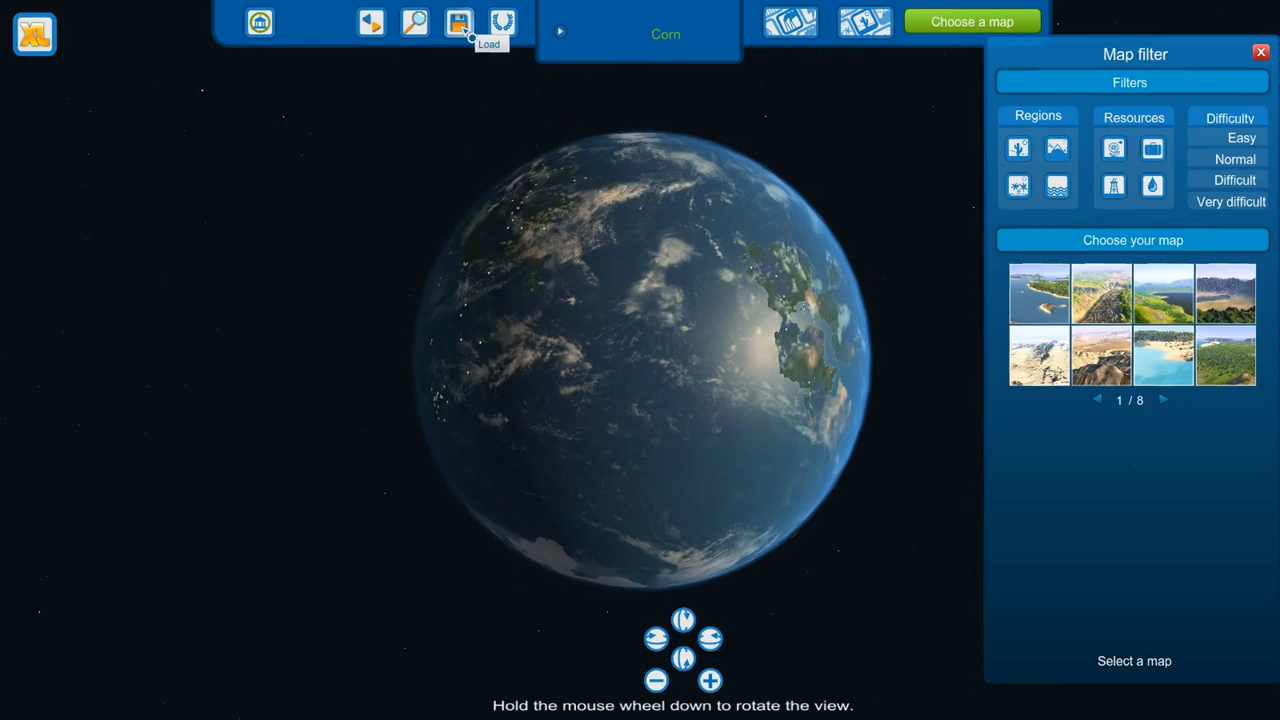 XL
Load
Corn
Choose a map
Map filter
Filters
Regions
Resources
Difficulty
Easy
Normal
Difficult
Very difficult
Choose your map
1 / 8
Select a map
Hold the mouse wheel down to rotate the view.